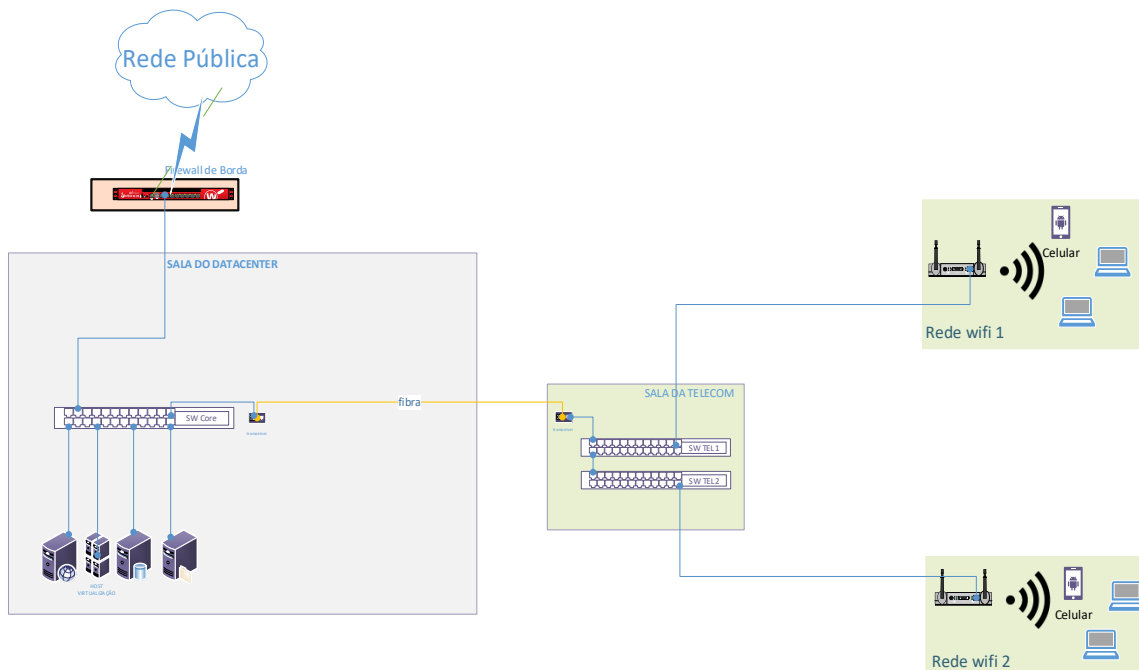 Rede Pública
Firewall de Borda
SALA DO DATACENTER
Celular
Rede wifi 1
SALA DA TELECOM
fibra
SW Core
SW TEL1
SW TEL2
HOST
VIRTUALIZAÇÃO
Celular
Rede wifi 2